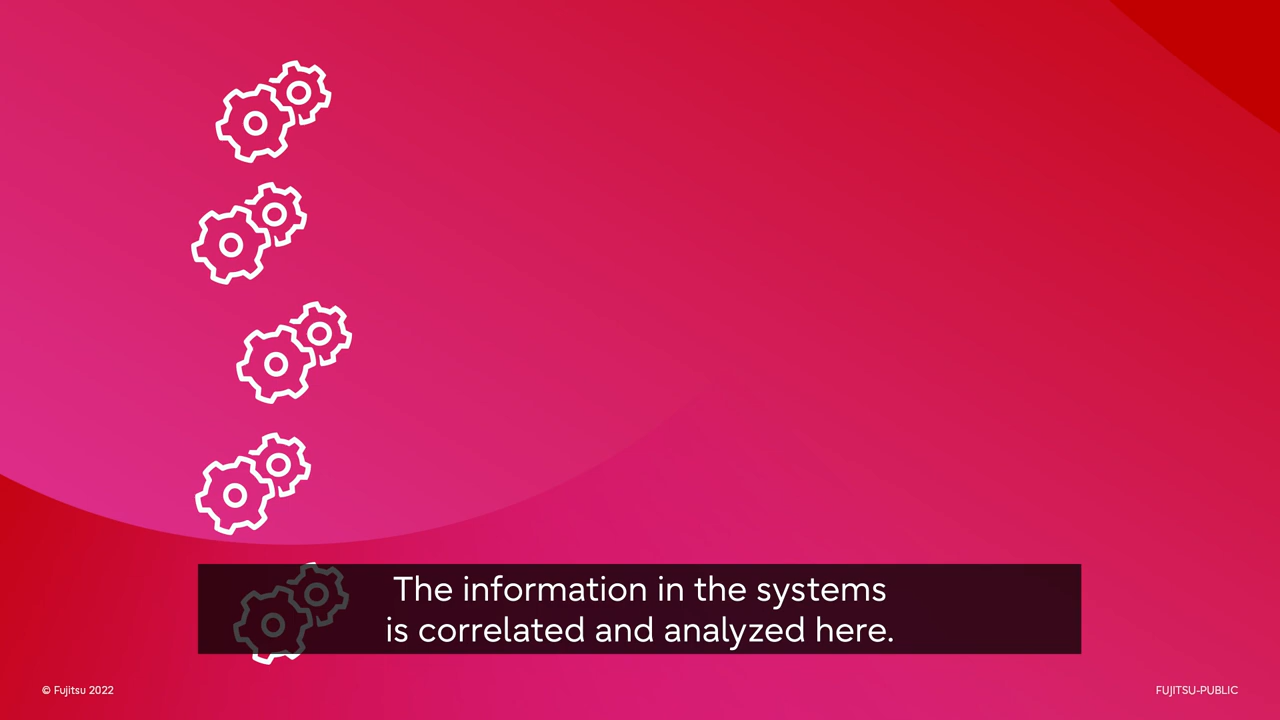 The information in the systems
is correlated and analyzed here.
© Fujitsu 2022
FUJITSU-PUBLIC